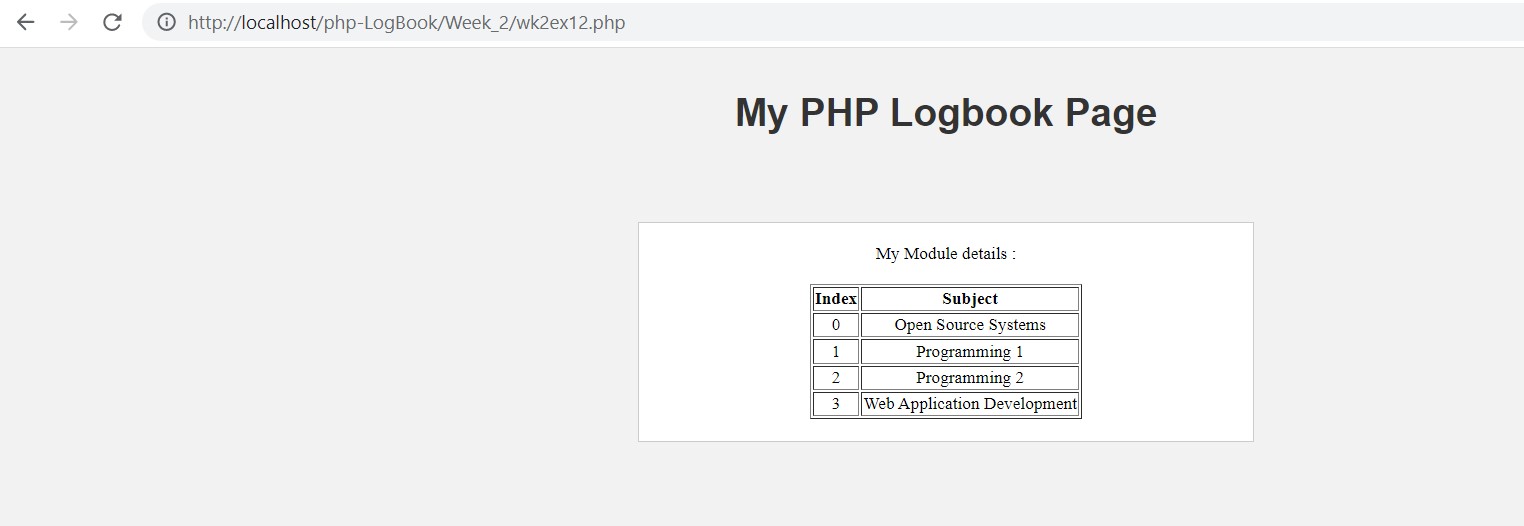 http://localhost/php-LogBook/Week_2/wk2ex12.php
My PHP Logbook Page
My Module details :
Index Subject
0 Open Source Systems
1 Programming 1
2 Programming 2
3 Web Application Development